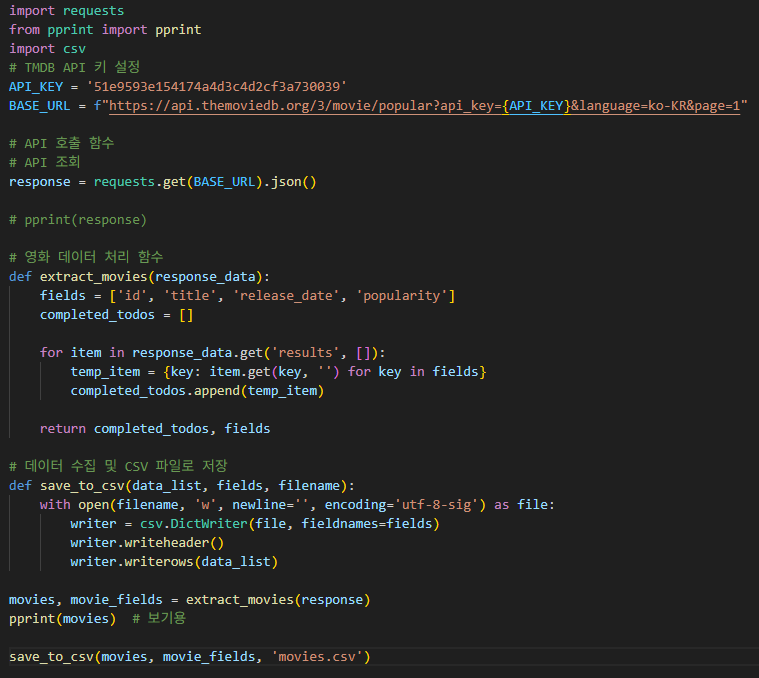 import requests
from pprint import pprint
import csv
# TMDB API 키 설정
API_KEY = '51e9593e154174a4d3c4d2cf3a730039'
BASE_URL = f"https://api.themoviedb.org/3/movie/popular?api_key={API_KEY}&language=ko-KR&page=1"

# API 호출 함수
# API 조회
response = requests.get(BASE_URL).json()

# pprint(response)

# 영화 데이터 처리 함수
def extract_movies(response_data):
    fields = ['id', 'title', 'release_date', 'popularity']
    completed_todos = []

    for item in response_data.get('results', []):
        temp_item = {key: item.get(key, '') for key in fields}
        completed_todos.append(temp_item)

    return completed_todos, fields

# 데이터 수집 및 CSV 파일로 저장
def save_to_csv(data_list, fields, filename):
    with open(filename, 'w', newline='', encoding='utf-8-sig') as file:
        writer = csv.DictWriter(file, fieldnames=fields)
        writer.writeheader()
        writer.writerows(data_list)

movies, movie_fields = extract_movies(response)
pprint(movies)  # 보기용

save_to_csv(movies, movie_fields, 'movies.csv')